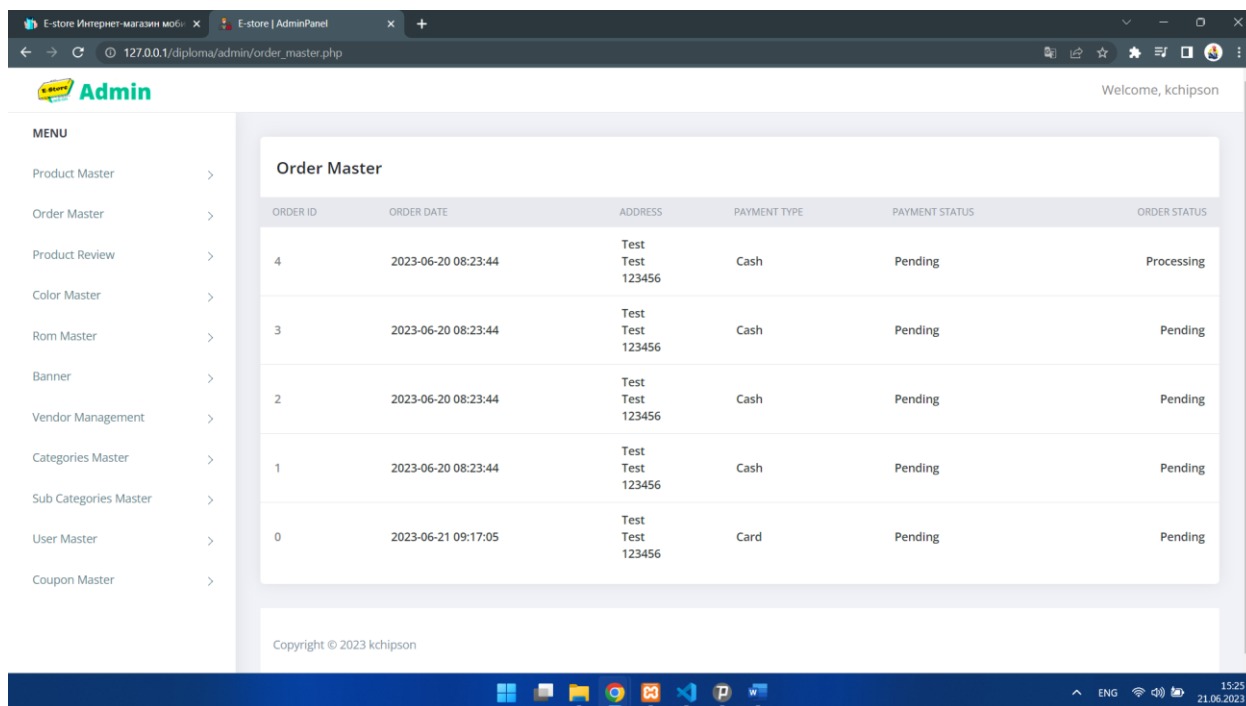 E-store Интернет-магазин моби
E-store | AdminPanel
127.0.0.1/diploma/admin/order_master.php
E-STORE Admin
Welcome, kchipson
MENU
Product Master
Order Master
Product Review
Color Master
Rom Master
Banner
Vendor Management
Categories Master
Sub Categories Master
User Master
Coupon Master
Order Master
ORDER ID ORDER DATE ADDRESS PAYMENT TYPE PAYMENT STATUS ORDER STATUS
4 2023-06-20 08:23:44 Test Cash Pending Processing
Test
123456
3 2023-06-20 08:23:44 Test Cash Pending Pending
Test
123456
2 2023-06-20 08:23:44 Test Cash Pending Pending
Test
123456
1 2023-06-20 08:23:44 Test Cash Pending Pending
Test
123456
0 2023-06-21 09:17:05 Test Card Pending Pending
Test
123456
Copyright © 2023 kchipson
ENG
15:25
21.06.2023